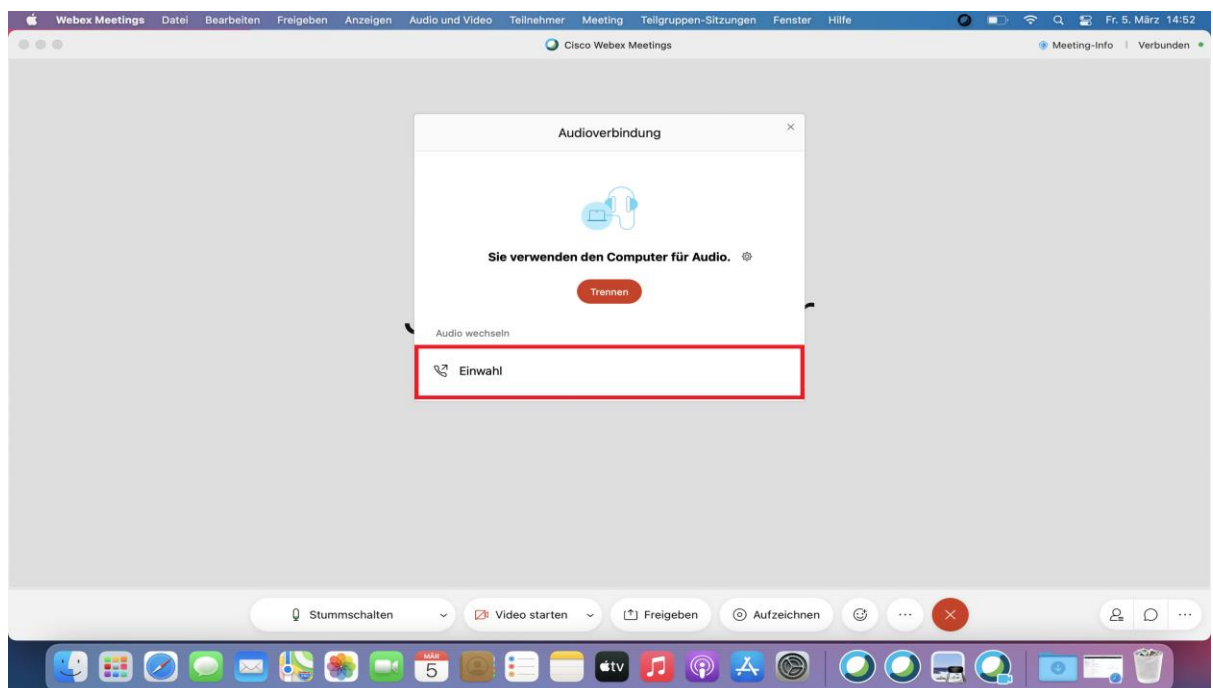 Webex Meetings Datei Bearbeiten Freigeben Anzeigen Audio und Video Teilnehmer Meeting Teilgruppen-Sitzungen Fenster Hilfe Fr. 5. März 14:52
Cisco Webex Meetings Meeting-Info Verbunden
Audioverbindung
Sie verwenden den Computer für Audio.
Trennen
Audio wechseln
Einwahl
Stummschalten Video starten Freigeben Aufzeichnen
MÄR
5
tv